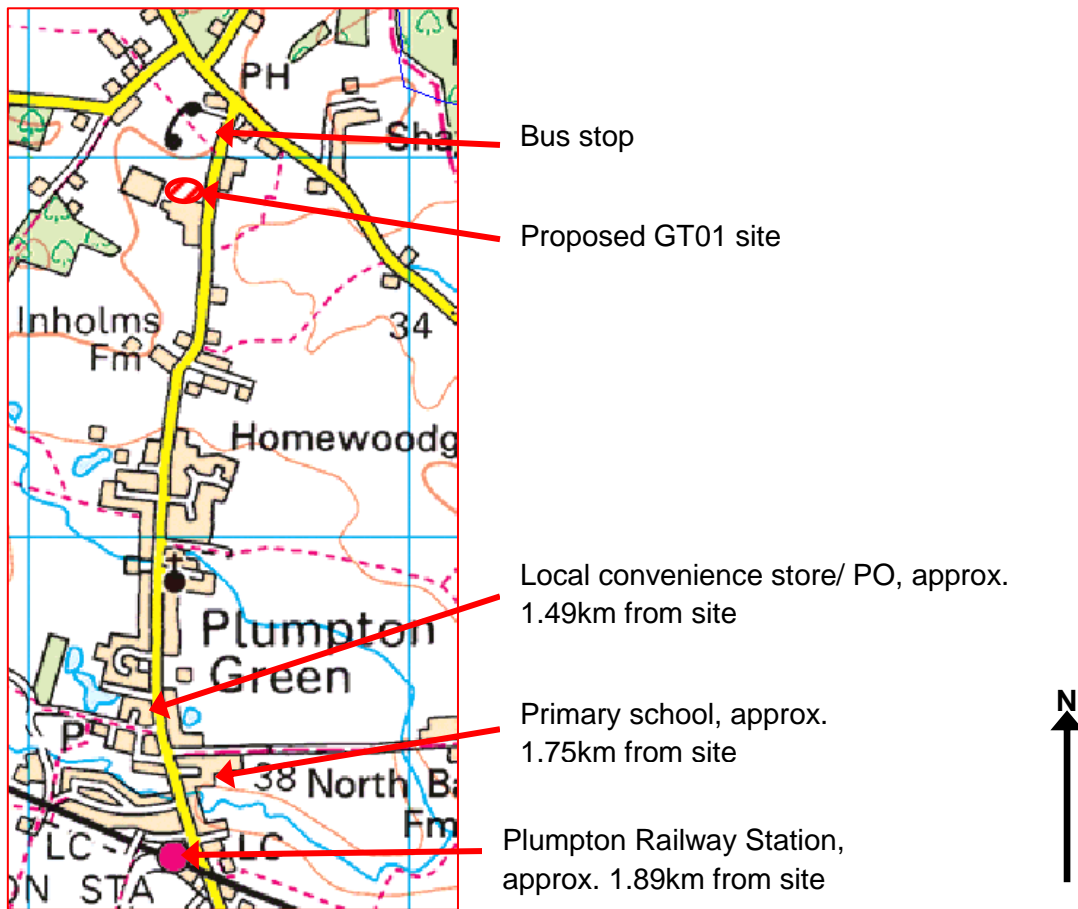 PH
Bus stop
Sha
Proposed GT01 site
Inholms
Fm
34
Homewoodg
Local convenience store/ PO, approx.
1.49km from site
Plumpton
Green
Primary school, approx.
1.75km from site
N
P
38 North Ba
Fm
LC
LC
Plumpton Railway Station,
approx. 1.89km from site
ON STA